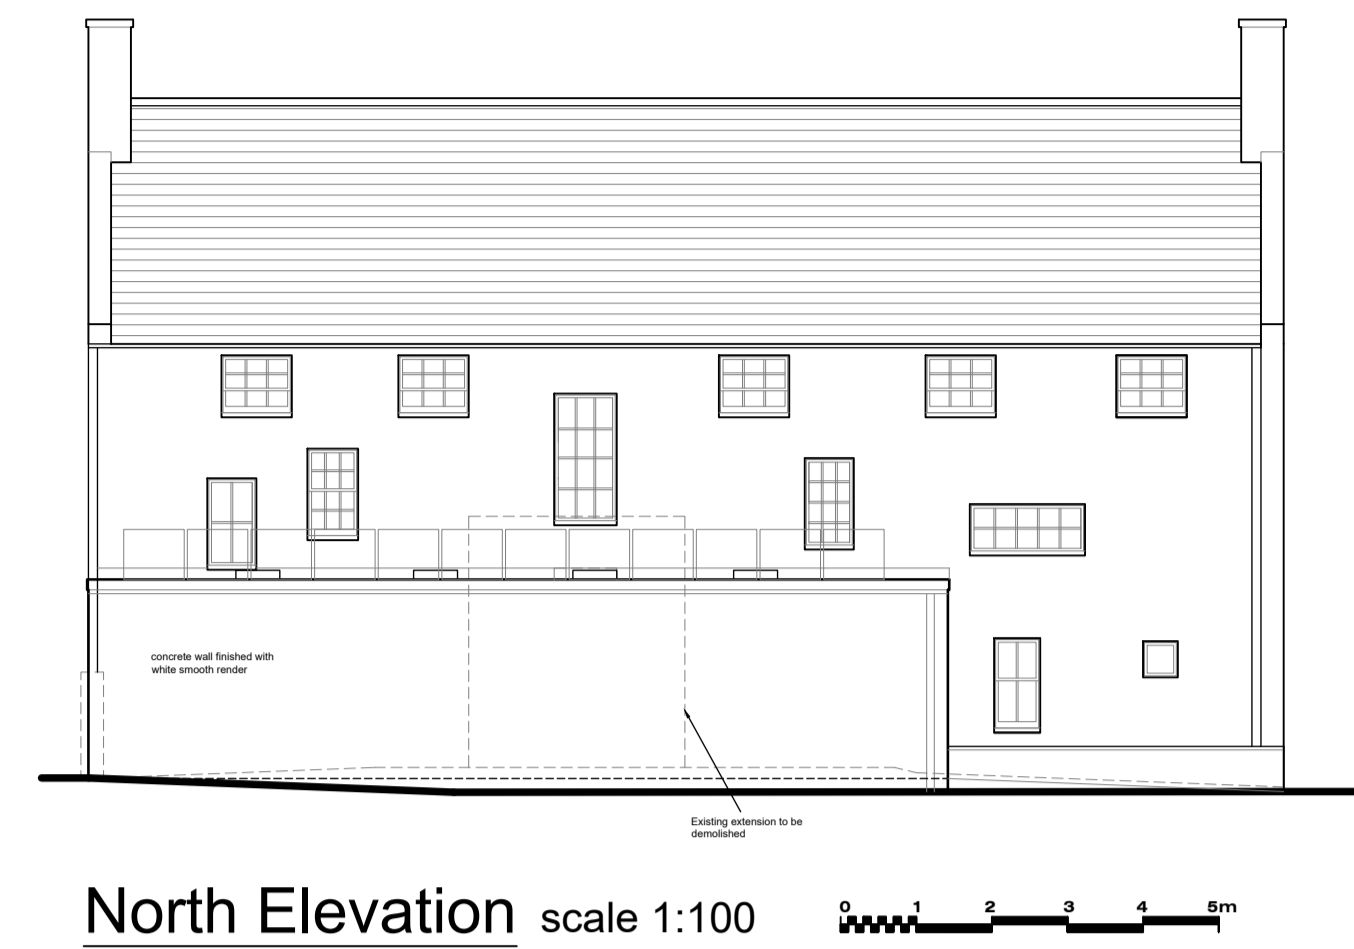 concrete wall finished with
white smooth render
Existing extension to be
demolished
North Elevation scale 1:100
0 1 2 3 4 5m